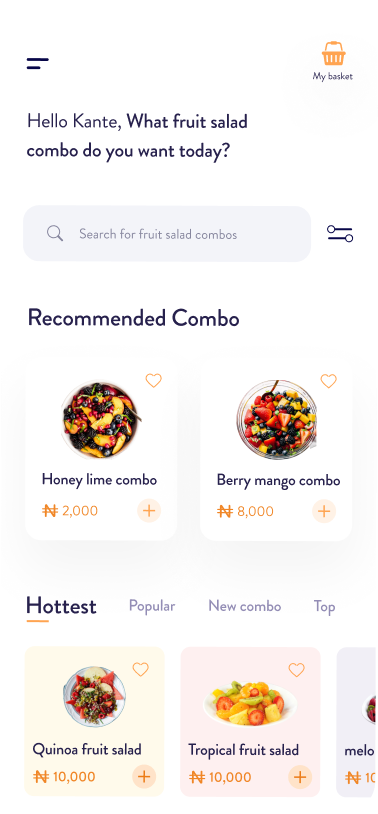 My basket
Hello Kante, What fruit salad
combo do you want today?
Search for fruit salad combos
Recommended Combo
Honey lime combo
Berry mango combo
₦ 2,000
₦ 8,000
Hottest
Popular
New combo
Top
Quinoa fruit salad
Tropical fruit salad
melo
₦ 10,000
₦ 10,000
₦ 10